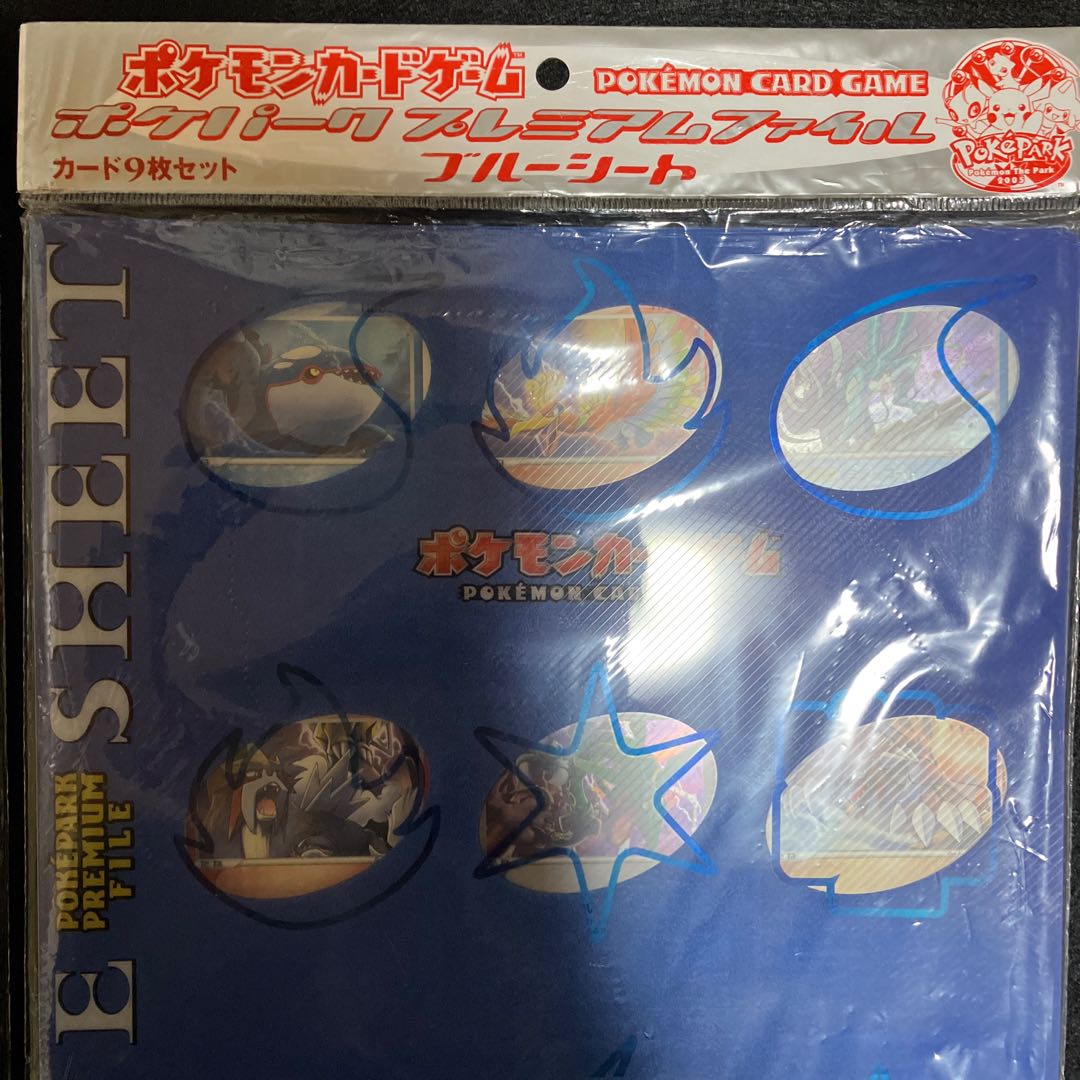 ポケモンカードゲーム
POKÉMON CARD GAME
ポケパーク プレミアムファイル
カード9枚セット
ブルーシート
POKÉPARK
Pokémon The Park
2005
TM
ポケモンカードゲーム
POKÉMON CA
E SHEET
POKÉPARK
PREMIUM
FILE